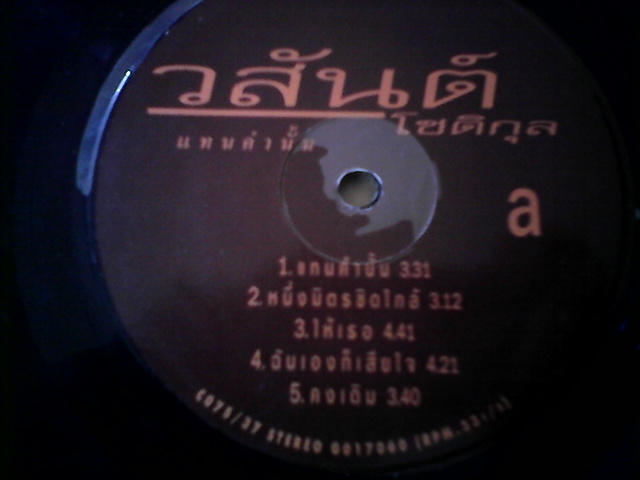 วสันต์
โชติกุล
แทนคำนั้น
a
1. แทนคำนั้น 3.31
2. หนึ่งมิตรชิดใกล้ 3.12
3. ให้เธอ 4.41
4. ฉันเองก็เสียใจ 4.21
5. คงเดิม 3.40
STEREO 0017060 (RPM.